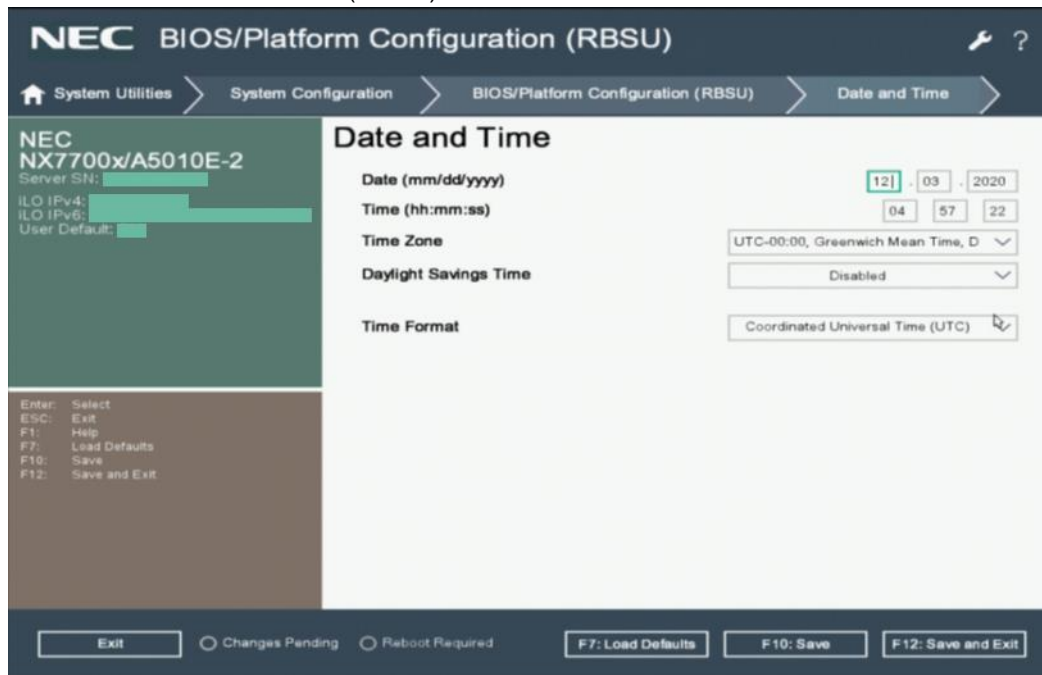 NEC BIOS/Platform Configuration (RBSU) ?
System Utilities System Configuration BIOS/Platform Configuration (RBSU) Date and Time
NEC
NX7700x/A5010E-2
Server SN:
iLO IPv4:
iLO IPv6:
User Default:
Enter: Select
ESC: Exit
F1: Help
F7: Load Defaults
F10: Save
F12: Save and Exit
Date and Time
Date (mm/dd/yyyy) 12 . 03 . 2020
Time (hh:mm:ss) 04 57 22
Time Zone UTC-00:00, Greenwich Mean Time, D
Daylight Savings Time Disabled
Time Format Coordinated Universal Time (UTC)
Exit Changes Pending Reboot Required F7: Load Defaults F10: Save F12: Save and Exit